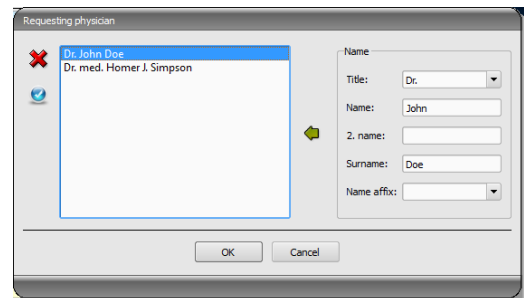 Requesting physician
Dr. John Doe
Dr. med. Homer J. Simpson
Name
Title: Dr.
Name: John
2. name:
Surname: Doe
Name affix:
OK Cancel